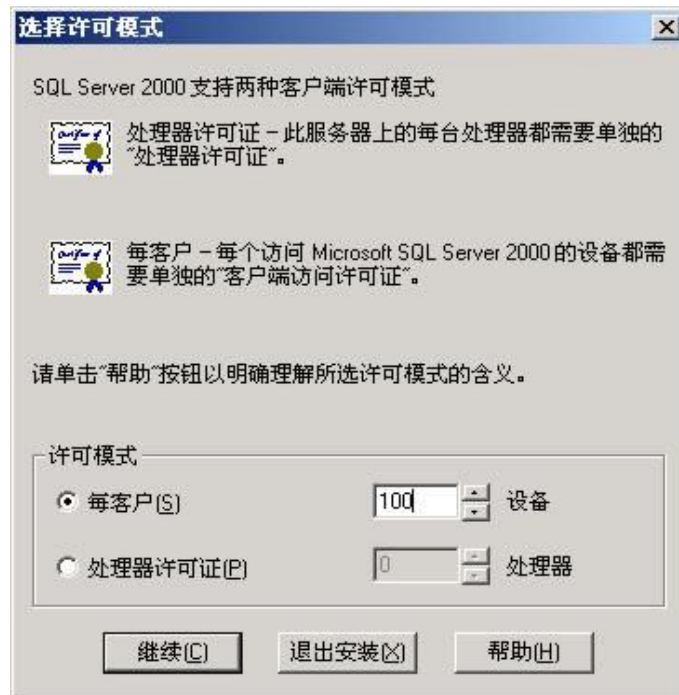 选择许可模式
SQL Server 2000 支持两种客户端许可模式
处理器许可证 - 此服务器上的每台处理器都需要单独的
"处理器许可证"。
每客户 - 每个访问 Microsoft SQL Server 2000 的设备都需
要单独的"客户端访问许可证"。
请单击"帮助"按钮以明确理解所选许可模式的含义。
许可模式
每客户(S) 100 设备
处理器许可证(P) 0 处理器
继续(C) 退出安装(X) 帮助(H)